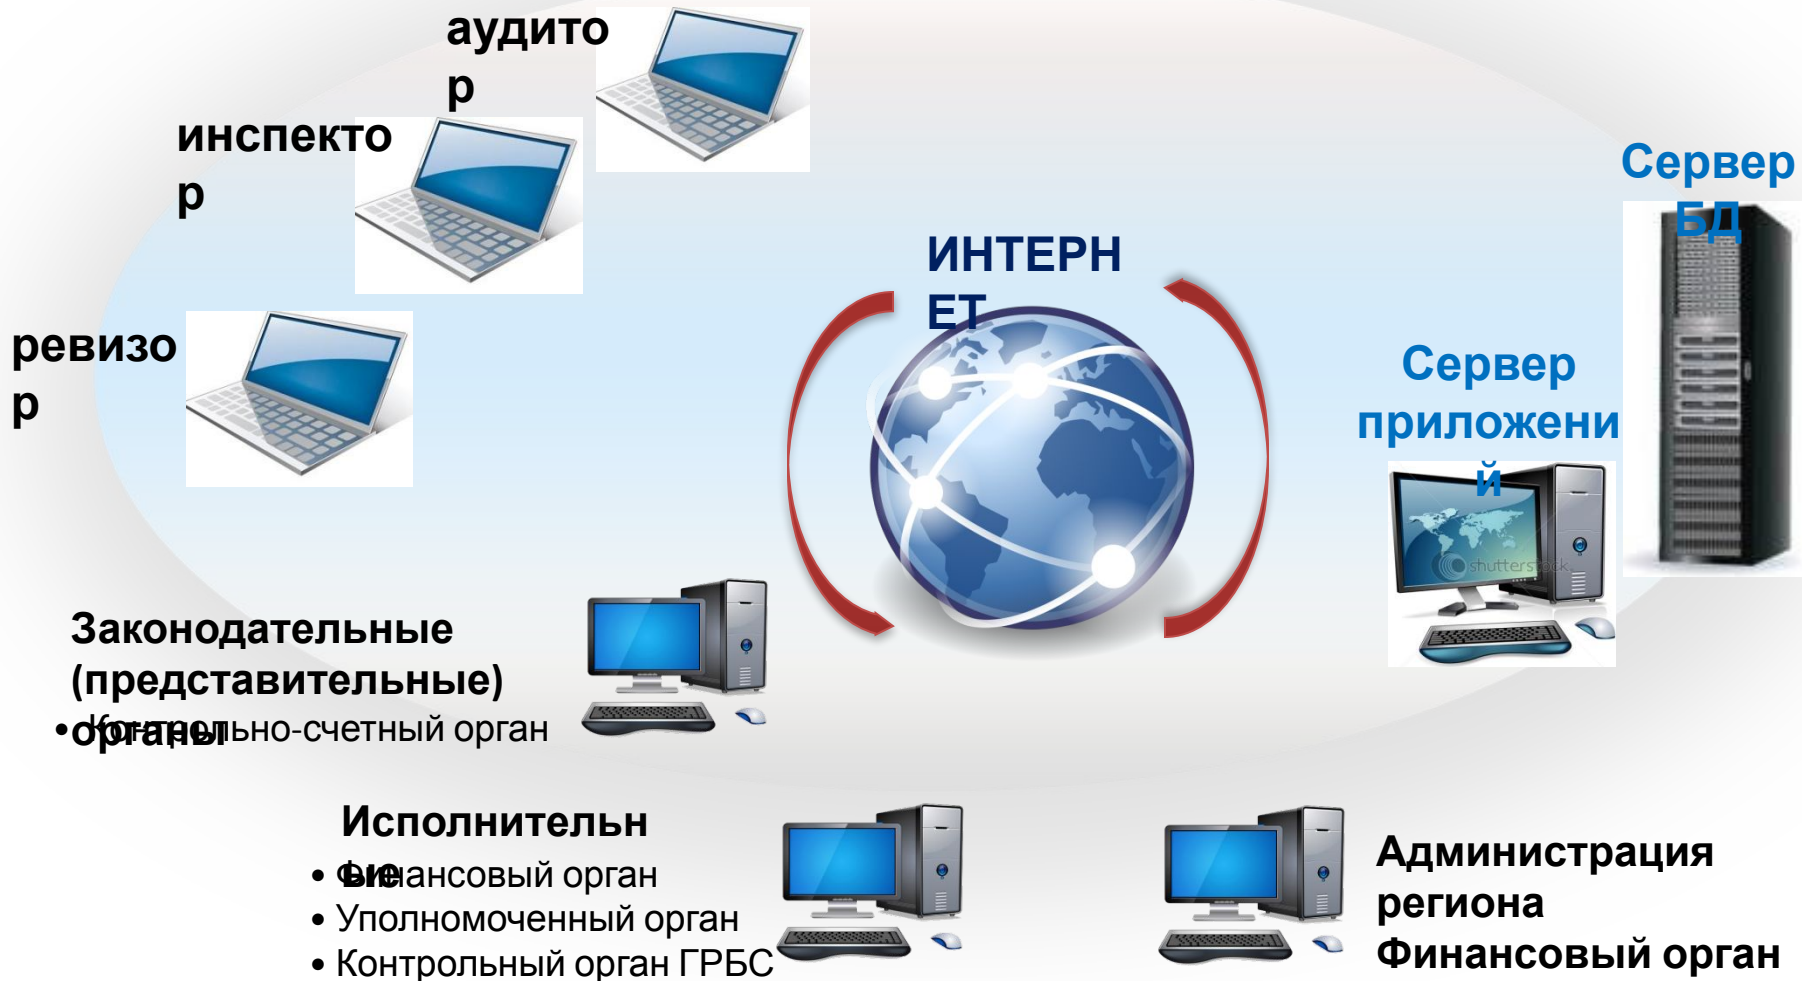 аудито
р
инспекто
р
ревизо
р
ИНТЕРН
ЕТ
Сервер
БД
Сервер
приложени
й
shutterstock
Законодательные
(представительные)
органы
• Контрольно-счетный орган
Исполнительн
ые
• Финансовый орган
• Уполномоченный орган
• Контрольный орган ГРБС
Администрация
региона
Финансовый орган